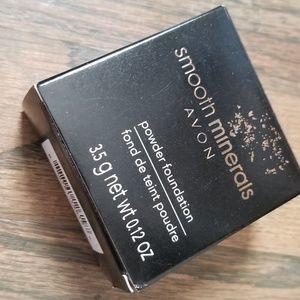 smooth minerals
AVON
powder foundation
fond de teint poudre
3.5 g net wt 0.12 OZ